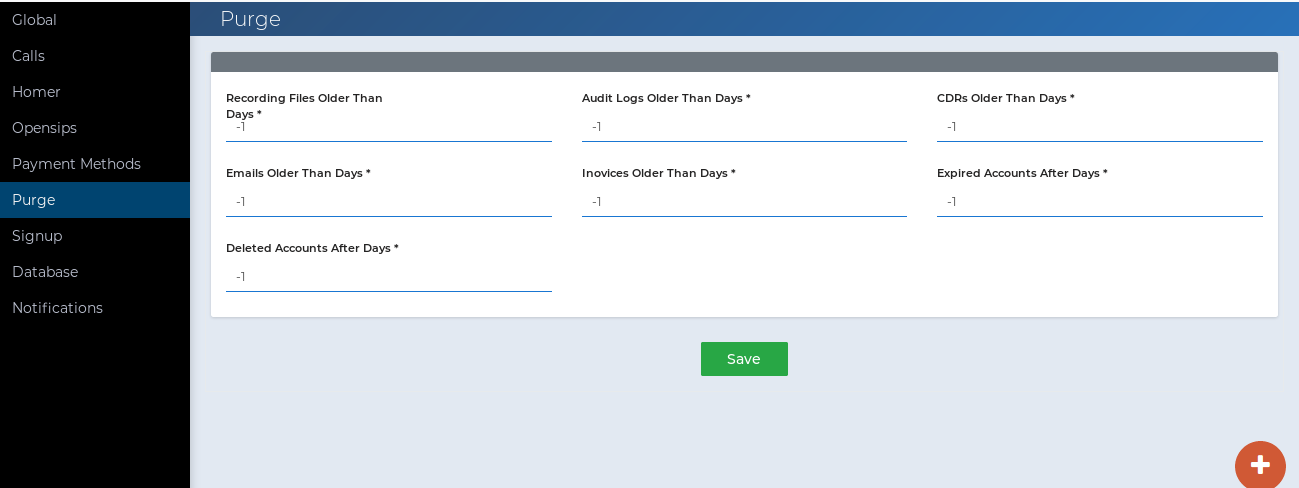 Global
Calls
Homer
Opensips
Payment Methods
Purge
Signup
Database
Notifications
Purge
Recording Files Older Than
Days *
-1
Audit Logs Older Than Days *
-1
CDRs Older Than Days *
-1
Emails Older Than Days *
-1
Inovices Older Than Days *
-1
Expired Accounts After Days *
-1
Deleted Accounts After Days *
-1
Save